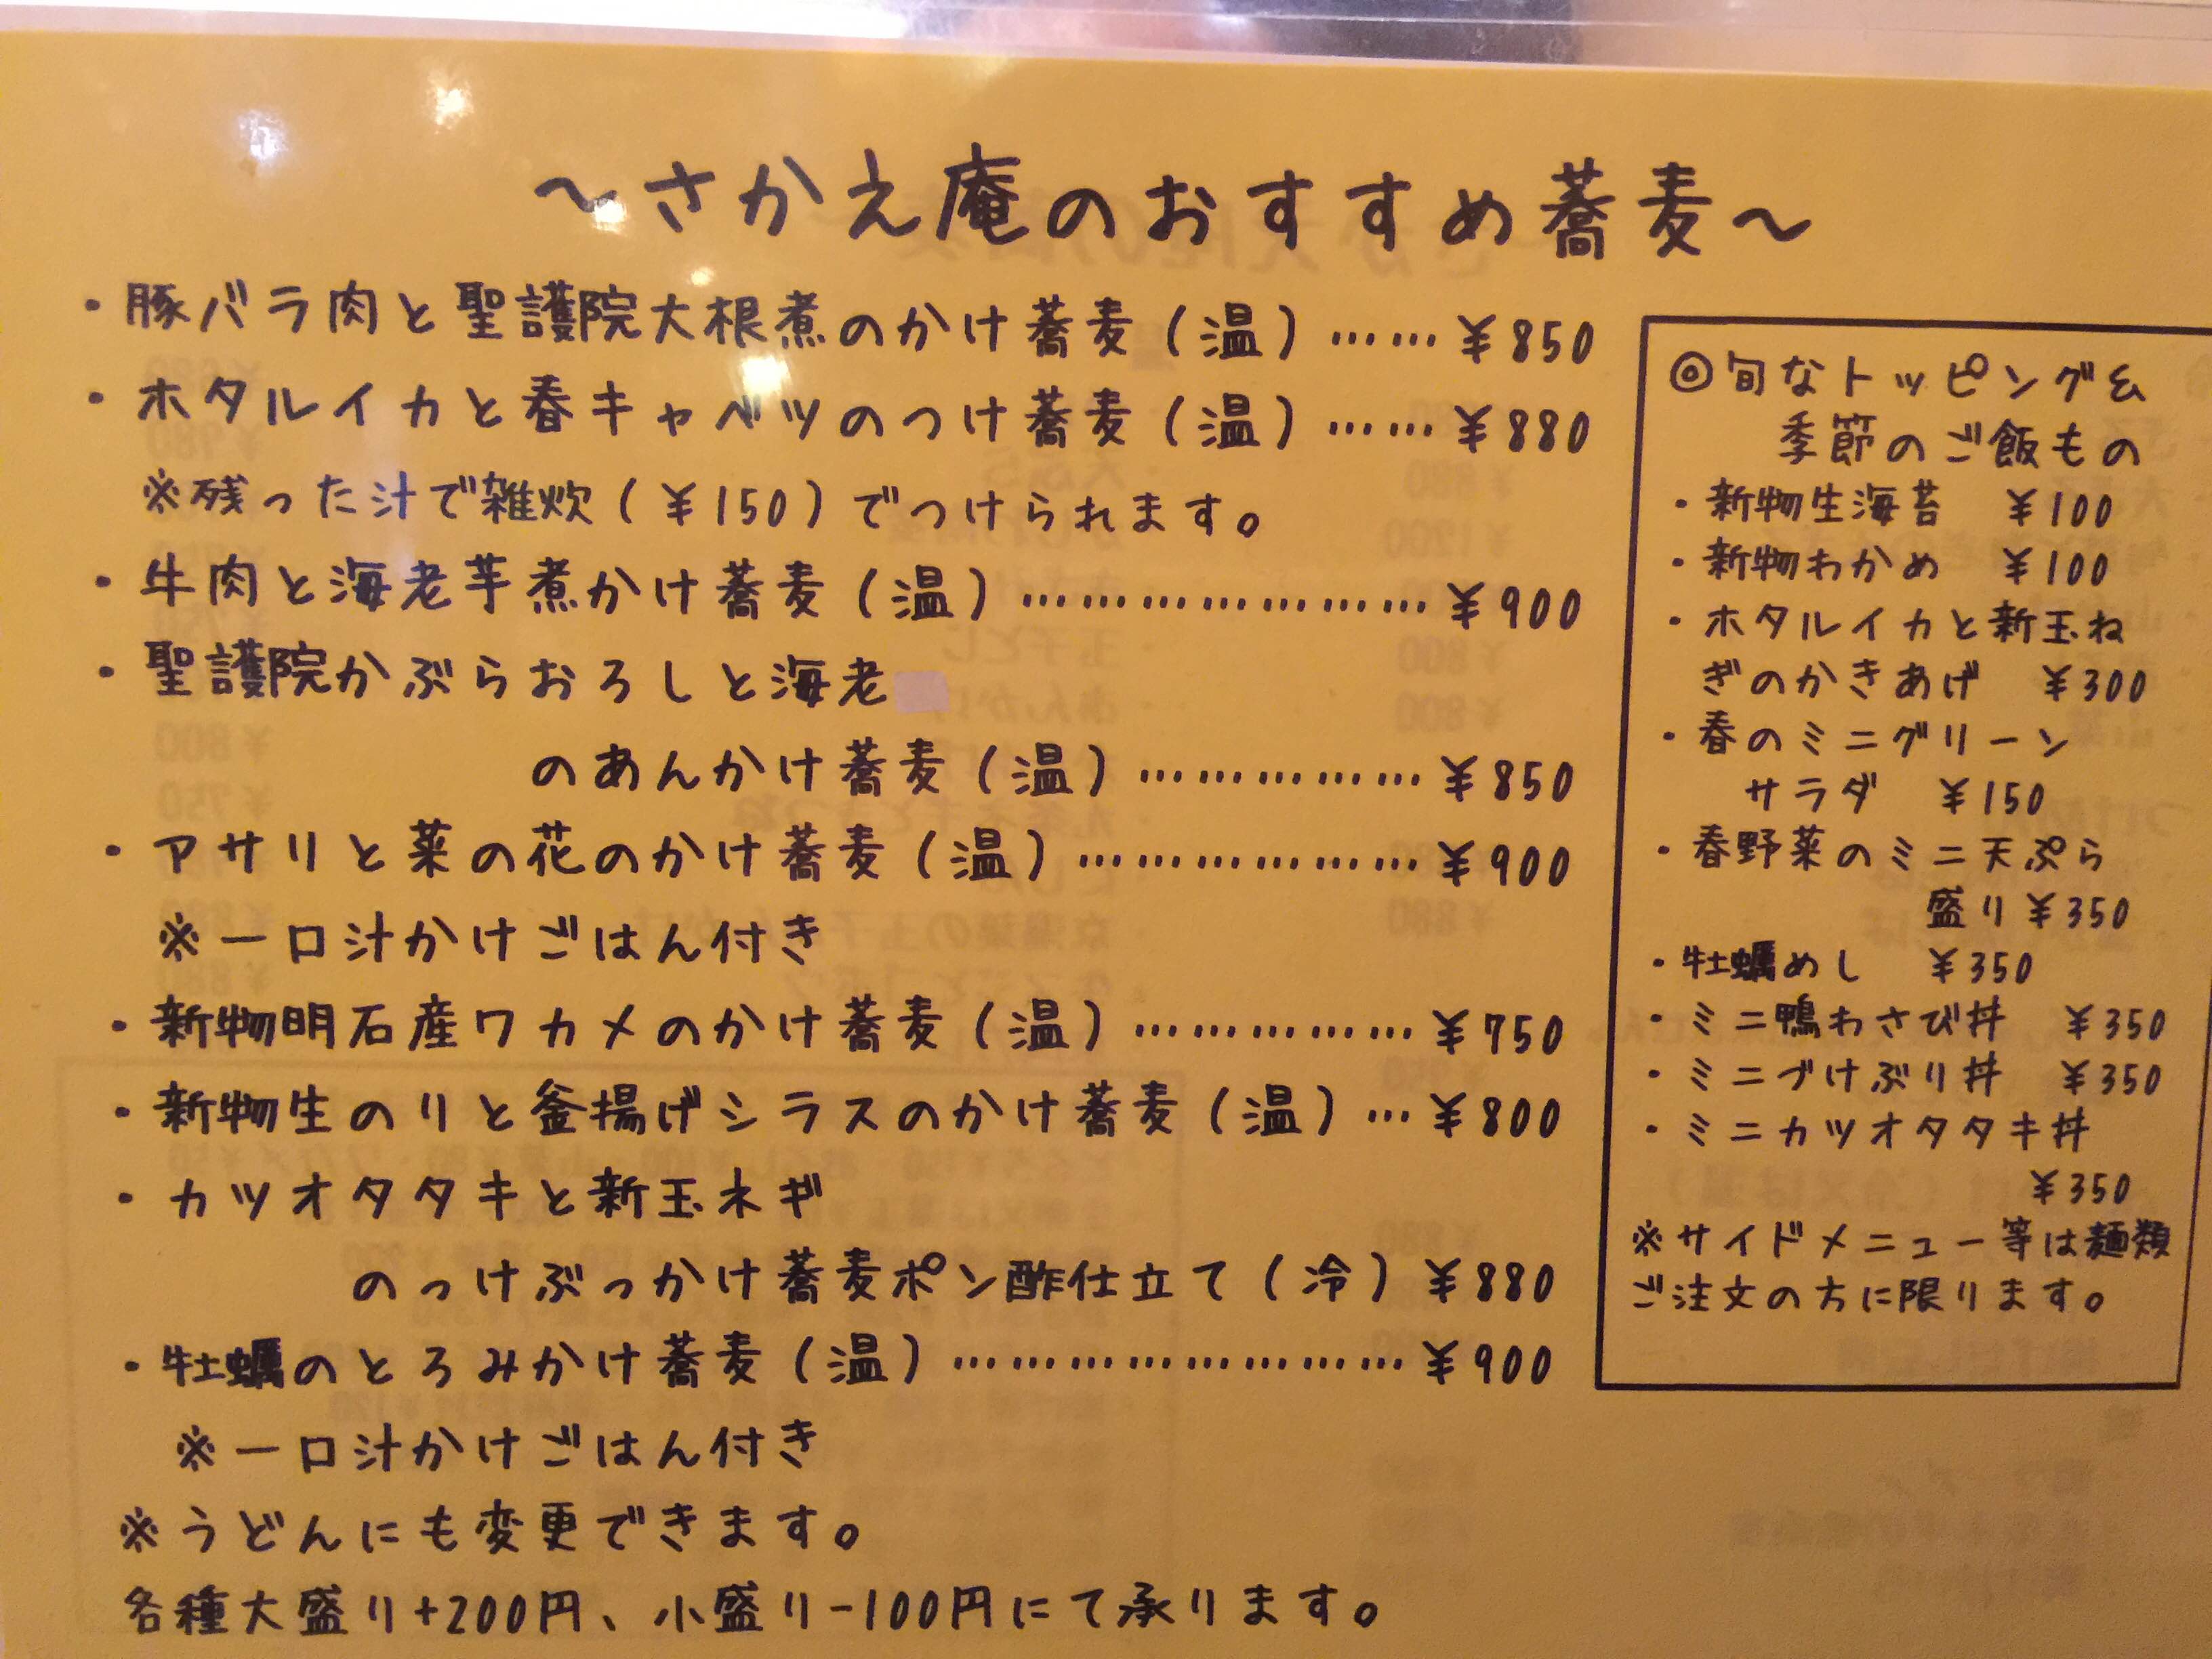 ～さかえ庵のおすすめ蕎麦～
・豚バラ肉と聖護院大根煮のかけ蕎麦（温）……¥850
・ホタルイカと春キャベツのつけ蕎麦（温）……¥880
※残った汁で雑炊（¥150）でつけられます。
・牛肉と海老芋煮かけ蕎麦（温）…………………¥900
・聖護院かぶらおろしと海老
のあんかけ蕎麦（温）……………¥850
・アサリと菜の花のかけ蕎麦（温）………………¥900
※一口汁かけごはん付き
・新物明石産ワカメのかけ蕎麦（温）……………¥750
・新物生のりと釜揚げシラスのかけ蕎麦（温）…¥800
・カツオタタキと新玉ネギ
のっけぶっかけ蕎麦ポン酢仕立て（冷）¥880
・牡蠣のとろみかけ蕎麦（温）……………………¥900
※一口汁かけごはん付き
※うどんにも変更できます。
各種大盛り+200円、小盛り-100円にて承ります。
◎旬なトッピング&
季節のご飯もの
・新物生海苔 ¥100
・新物わかめ ¥100
・ホタルイカと新玉ね
ぎのかきあげ ¥300
・春のミニグリーン
サラダ ¥150
・春野菜のミニ天ぷら
盛り¥350
・牡蠣めし ¥350
・ミニ鴨わさび丼 ¥350
・ミニづけぶり丼 ¥350
・ミニカツオタタキ丼
¥350
※サイドメニュー等は麺類
ご注文の方に限ります。